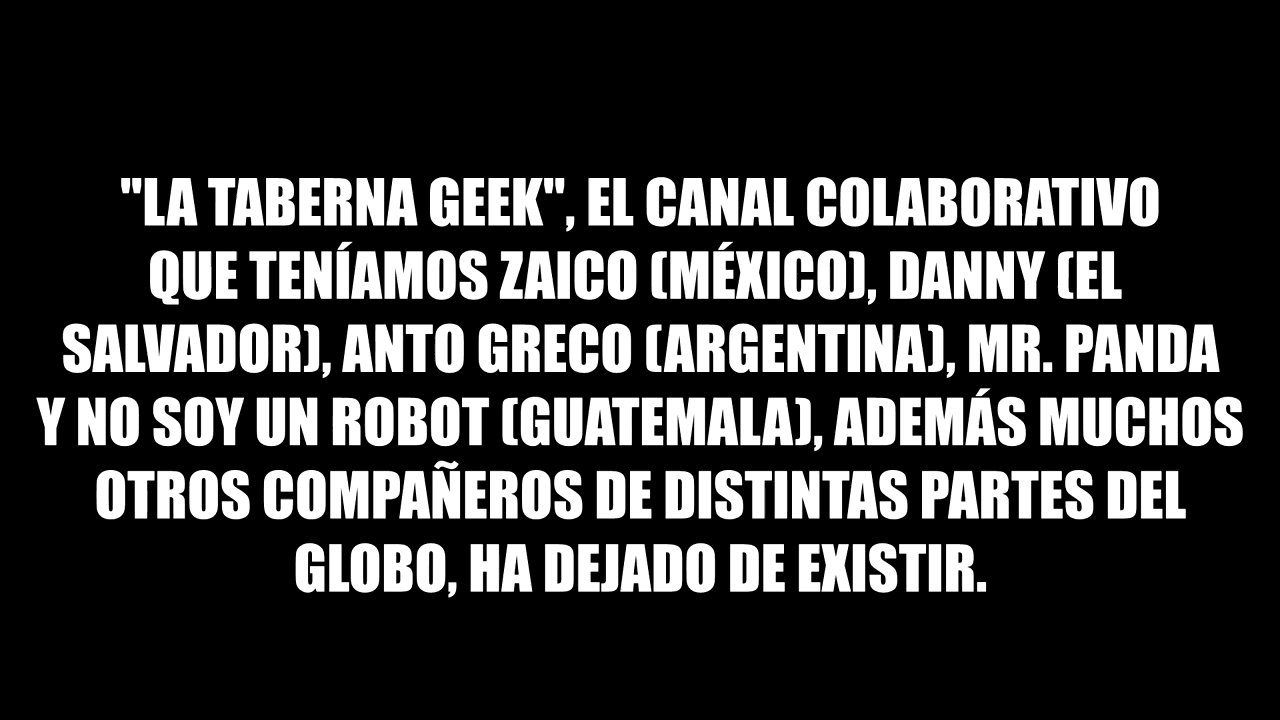 "LA TABERNA GEEK", EL CANAL COLABORATIVO
QUE TENÍAMOS ZAICO (MÉXICO), DANNY (EL
SALVADOR), ANTO GRECO (ARGENTINA), MR. PANDA
Y NO SOY UN ROBOT (GUATEMALA), ADEMÁS MUCHOS
OTROS COMPAÑEROS DE DISTINTAS PARTES DEL
GLOBO, HA DEJADO DE EXISTIR.